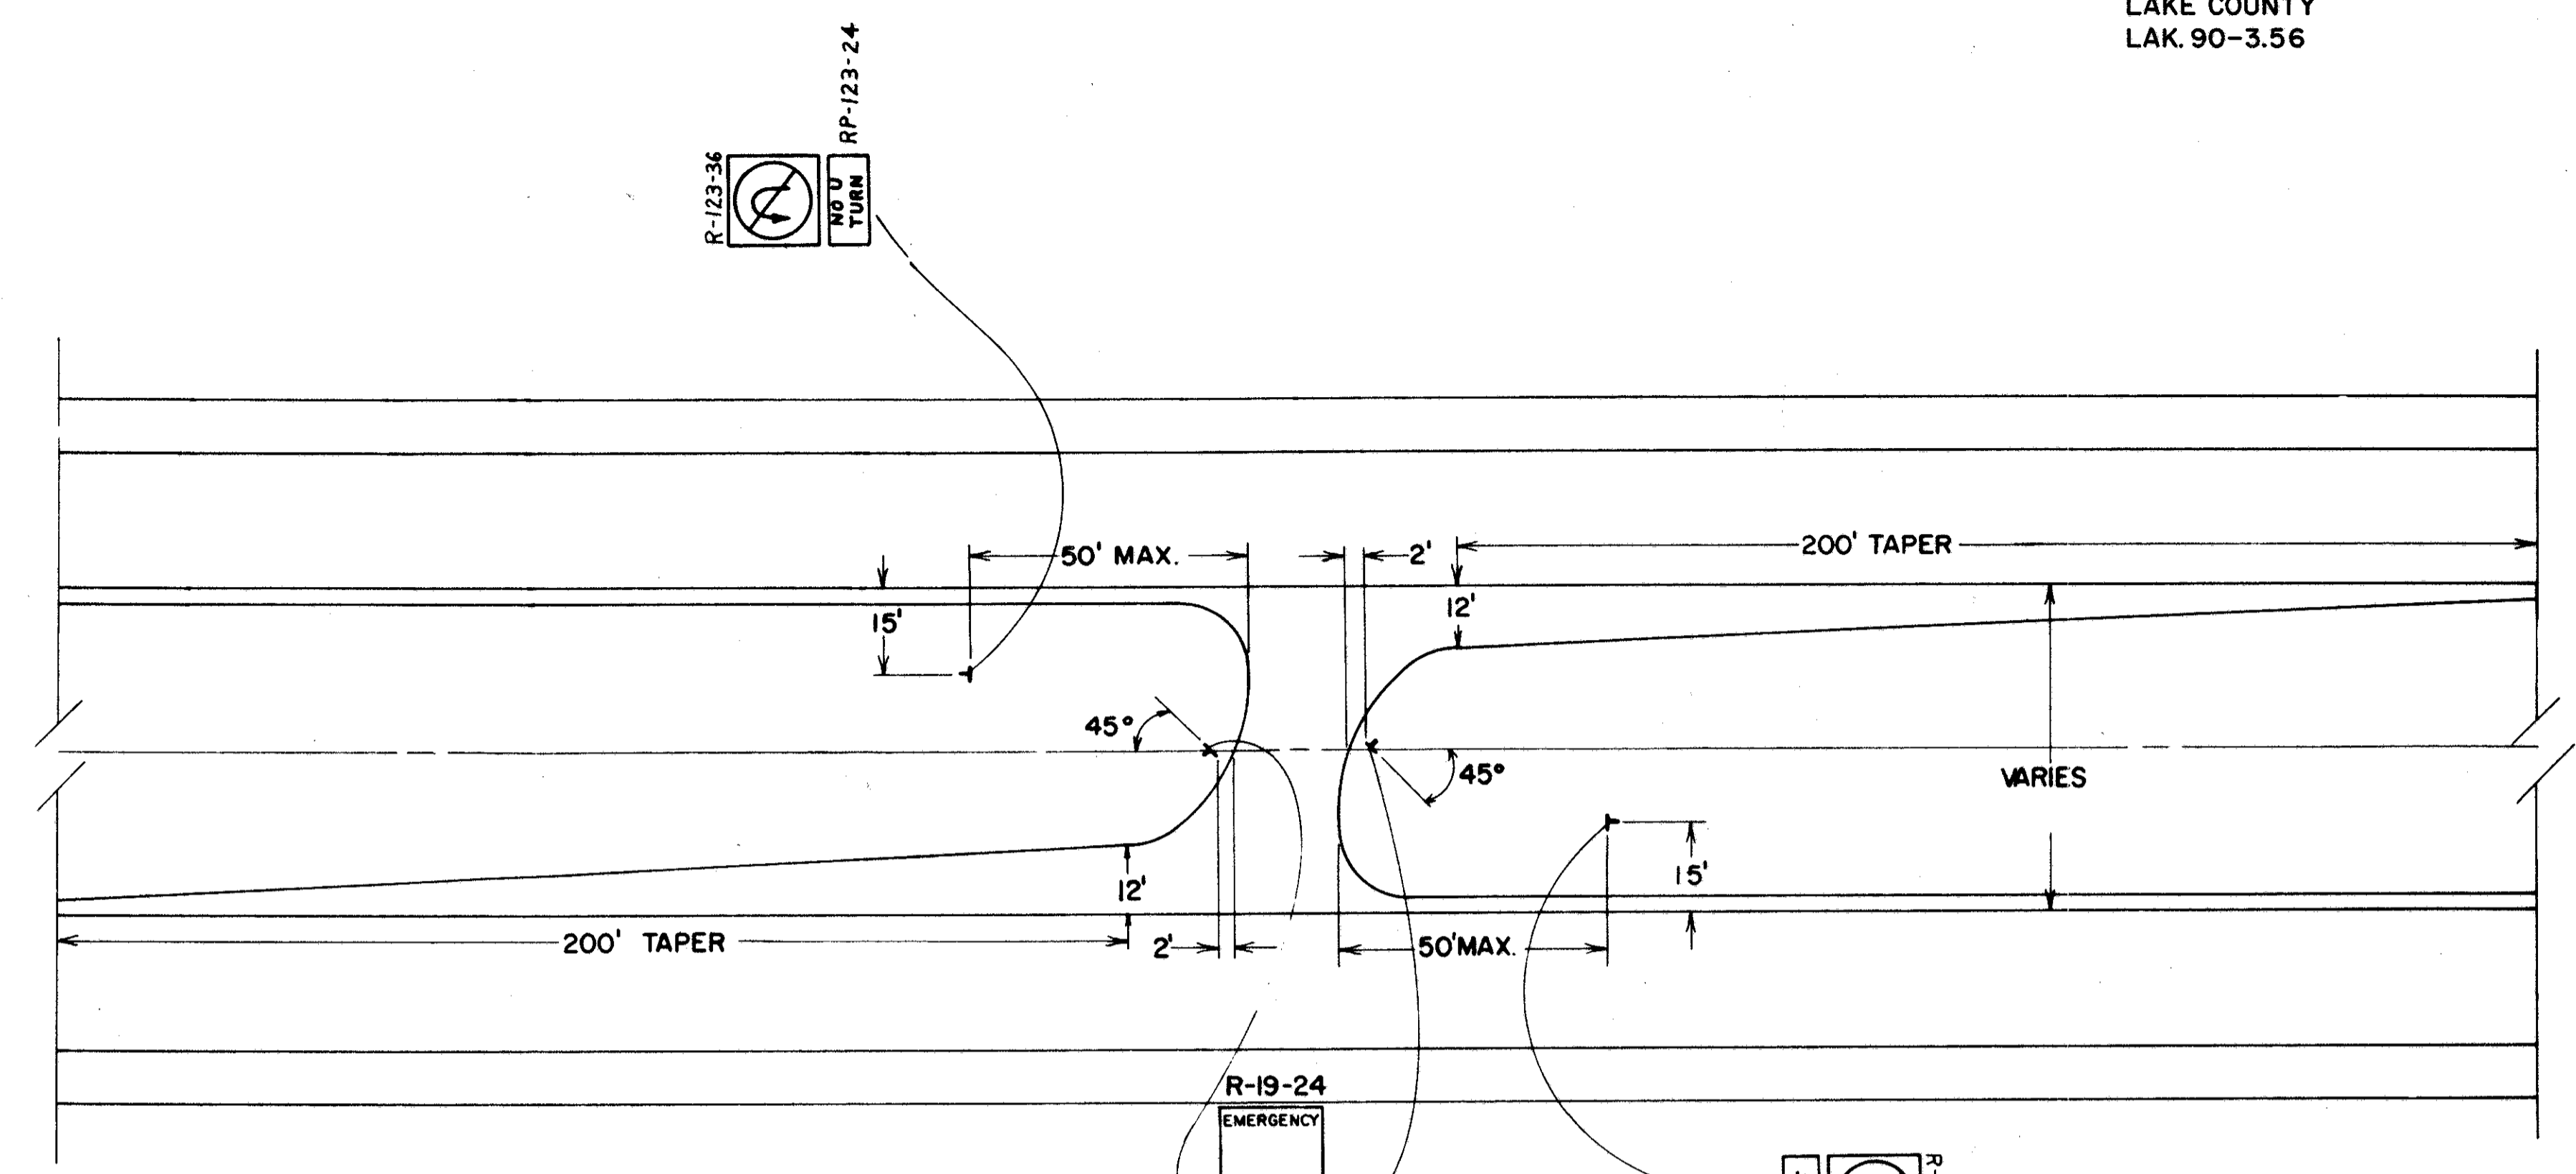 LAKE COUNTY
LAK. 90-3.56
RP-123-24
R-123-36
NO U
TURN
50' MAX.
2'
200' TAPER
15'
12'
45°
45°
VARIES
15'
12'
200' TAPER
2'
50' MAX.
R-19-24
EMERGENCY
R-